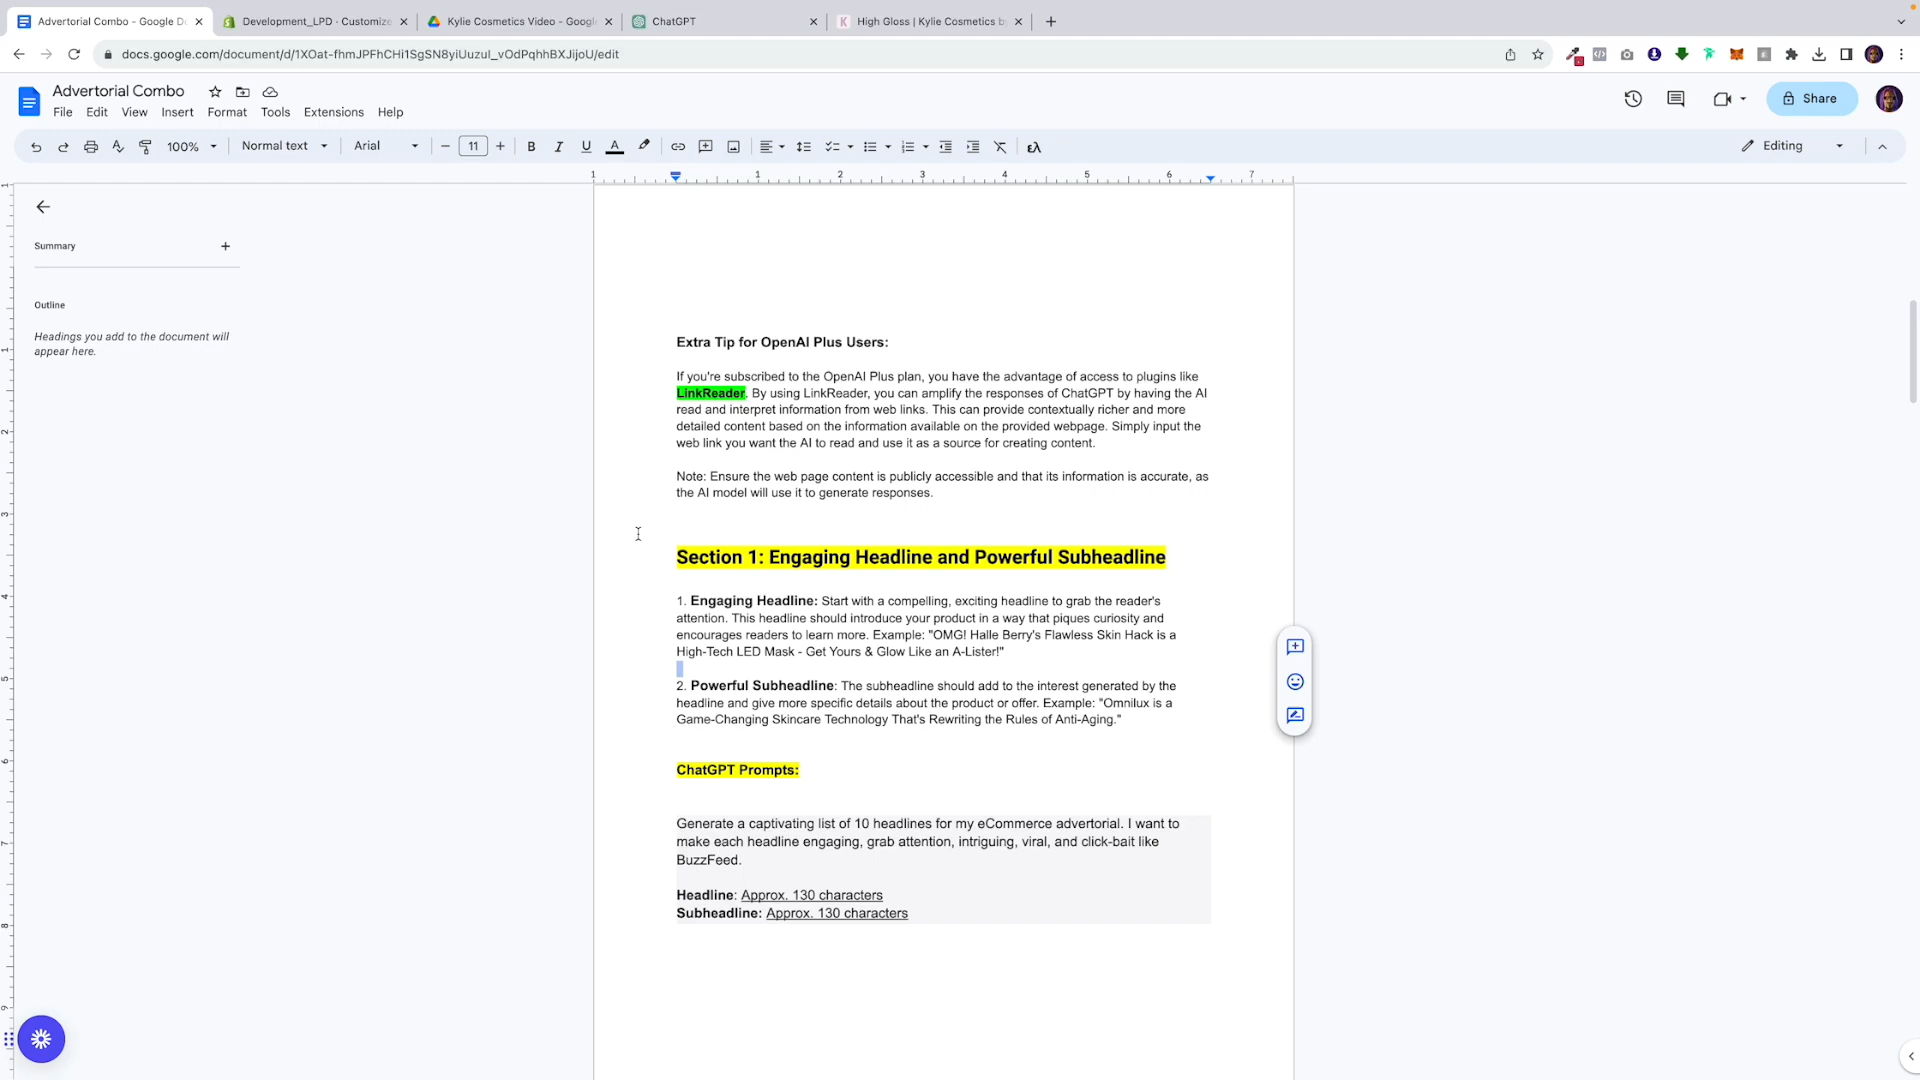 Advertorial Combo - Google Do
Development_LPD · Customize
Kylie Cosmetics Video - Google
ChatGPT
High Gloss | Kylie Cosmetics by
docs.google.com/document/d/1XOat-fhmJPFhCHi1SgSN8yiUuzuI_vOdPqhhBXJijoU/edit
Advertorial Combo
File Edit View Insert Format Tools Extensions Help
Share
100% Normal text Arial 11 Editing
1 1 2 3 4 5 6 7
Summary
Outline
Headings you add to the document will
appear here.
Extra Tip for OpenAI Plus Users:
If you're subscribed to the OpenAI Plus plan, you have the advantage of access to plugins like
LinkReader. By using LinkReader, you can amplify the responses of ChatGPT by having the AI
read and interpret information from web links. This can provide contextually richer and more
detailed content based on the information available on the provided webpage. Simply input the
web link you want the AI to read and use it as a source for creating content.
Note: Ensure the web page content is publicly accessible and that its information is accurate, as
the AI model will use it to generate responses.
Section 1: Engaging Headline and Powerful Subheadline
1. Engaging Headline: Start with a compelling, exciting headline to grab the reader's
attention. This headline should introduce your product in a way that piques curiosity and
encourages readers to learn more. Example: "OMG! Halle Berry's Flawless Skin Hack is a
High-Tech LED Mask - Get Yours & Glow Like an A-Lister!"
2. Powerful Subheadline: The subheadline should add to the interest generated by the
headline and give more specific details about the product or offer. Example: "Omnilux is a
Game-Changing Skincare Technology That's Rewriting the Rules of Anti-Aging."
ChatGPT Prompts:
Generate a captivating list of 10 headlines for my eCommerce advertorial. I want to
make each headline engaging, grab attention, intriguing, viral, and click-bait like
BuzzFeed.
Headline: Approx. 130 characters
Subheadline: Approx. 130 characters